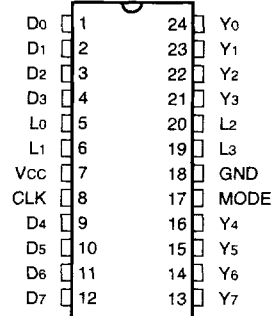 D0 1 24 Y0
D1 2 23 Y1
D2 3 22 Y2
D3 4 21 Y3
L0 5 20 L2
L1 6 19 L3
VCC 7 18 GND
CLK 8 17 MODE
D4 9 16 Y4
D5 10 15 Y5
D6 11 14 Y6
D7 12 13 Y7